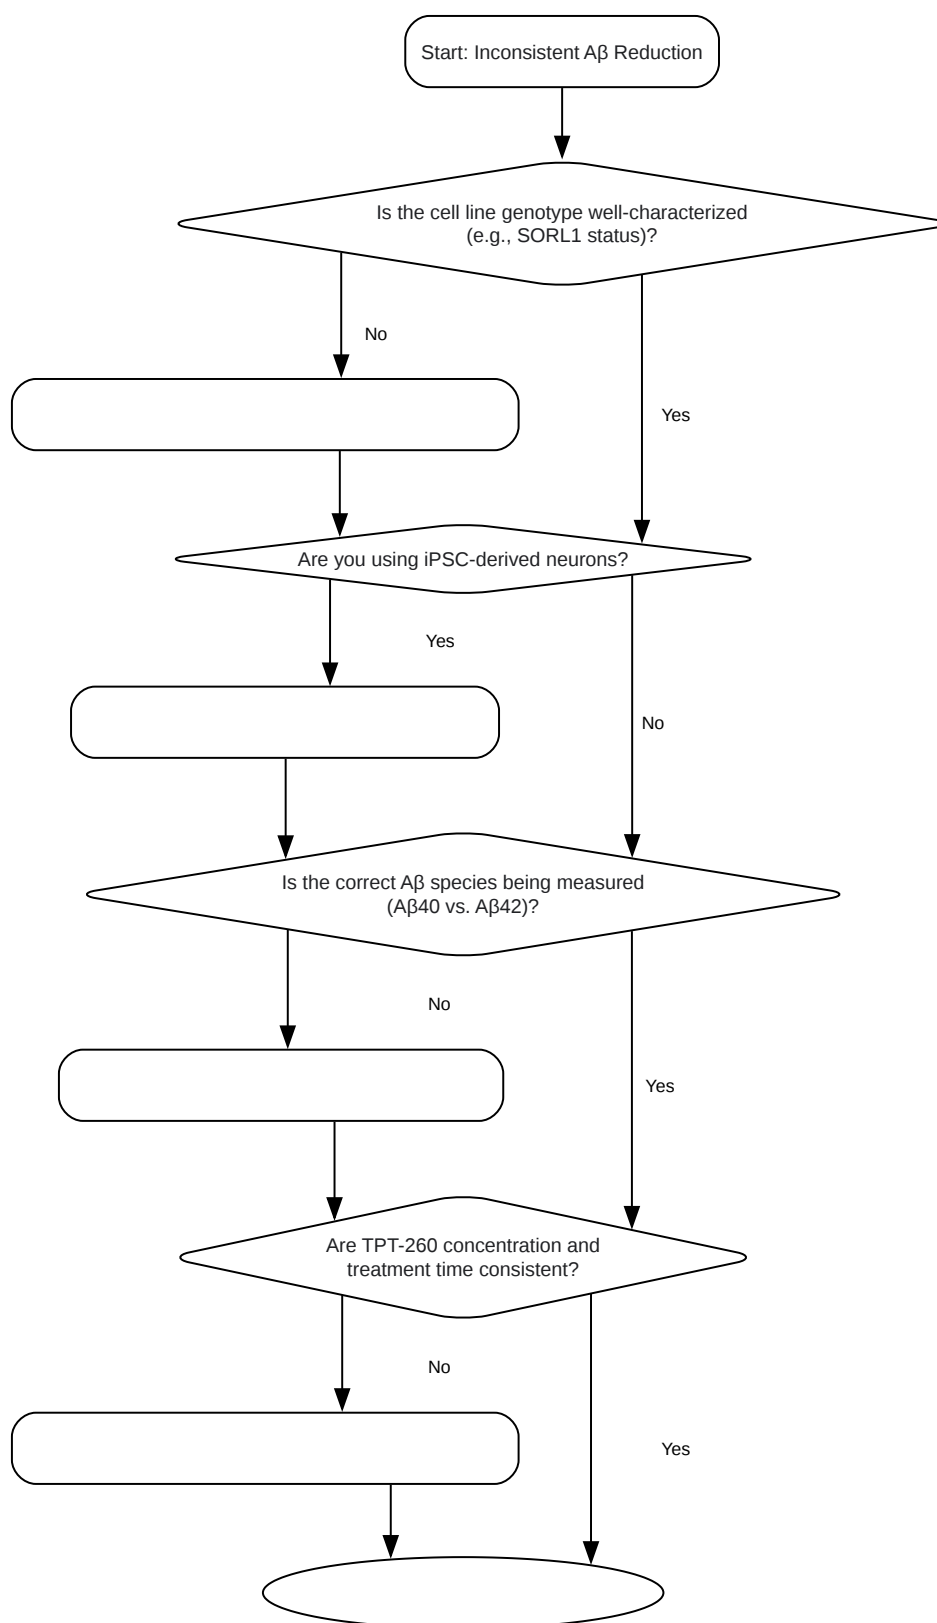 Start: Inconsistent Aβ Reduction
Is the cell line genotype well-characterized
(e.g., SORL1 status)?
No
Yes
Are you using iPSC-derived neurons?
Yes
No
Is the correct Aβ species being measured
(Aβ40 vs. Aβ42)?
No
Yes
Are TPT-260 concentration and
treatment time consistent?
No
Yes